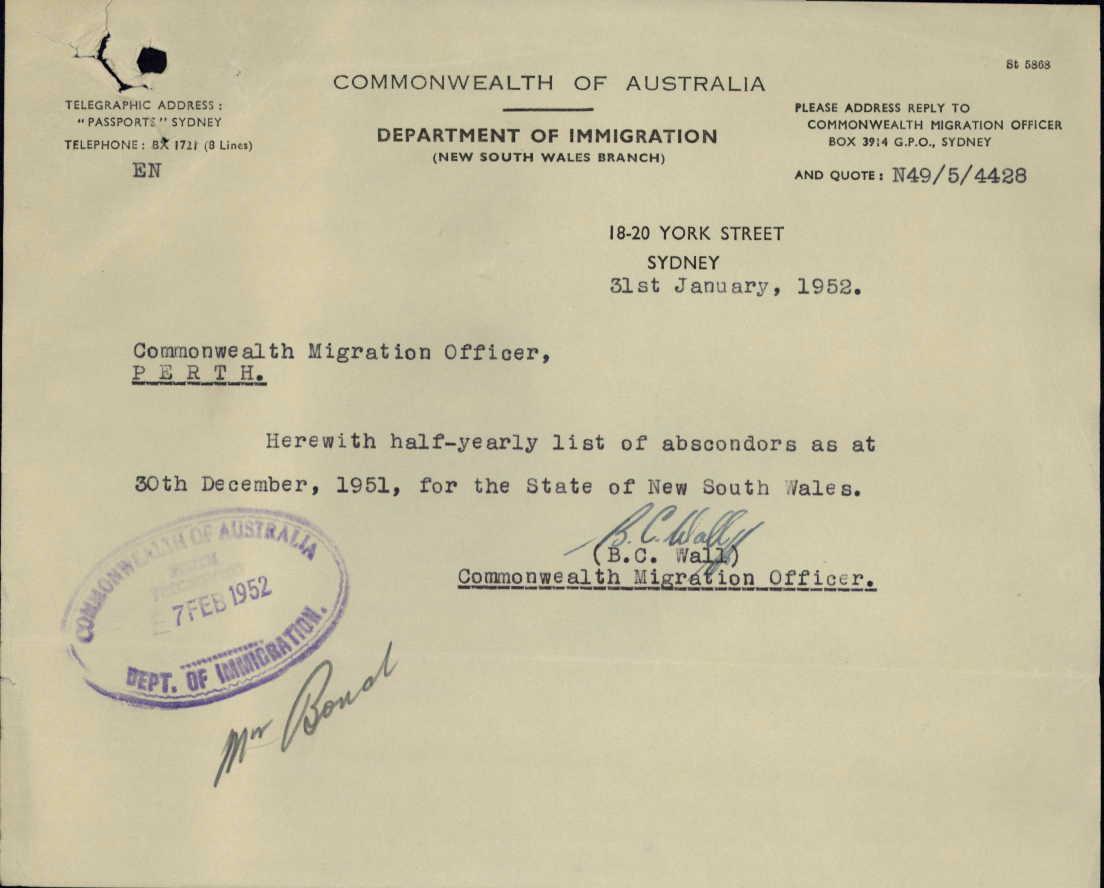 St 5868
COMMONWEALTH OF AUSTRALIA
TELEGRAPHIC ADDRESS :
"PASSPORTS" SYDNEY
TELEPHONE : BX 1721 (8 Lines)
EN
DEPARTMENT OF IMMIGRATION
(NEW SOUTH WALES BRANCH)
PLEASE ADDRESS REPLY TO
COMMONWEALTH MIGRATION OFFICER
BOX 3914 G.P.O., SYDNEY
AND QUOTE : N49/5/4428
18-20 YORK STREET
SYDNEY
31st January, 1952.
Commonwealth Migration Officer,
P E R T H.
Herewith half-yearly list of abscondors as at
30th December, 1951, for the State of New South Wales.
B. C. Wall
(B.C. Wall)
Commonwealth Migration Officer.
COMMONWEALTH OF AUSTRALIA
7 FEB 1952
DEPT. OF IMMIGRATION.
Mr Bond